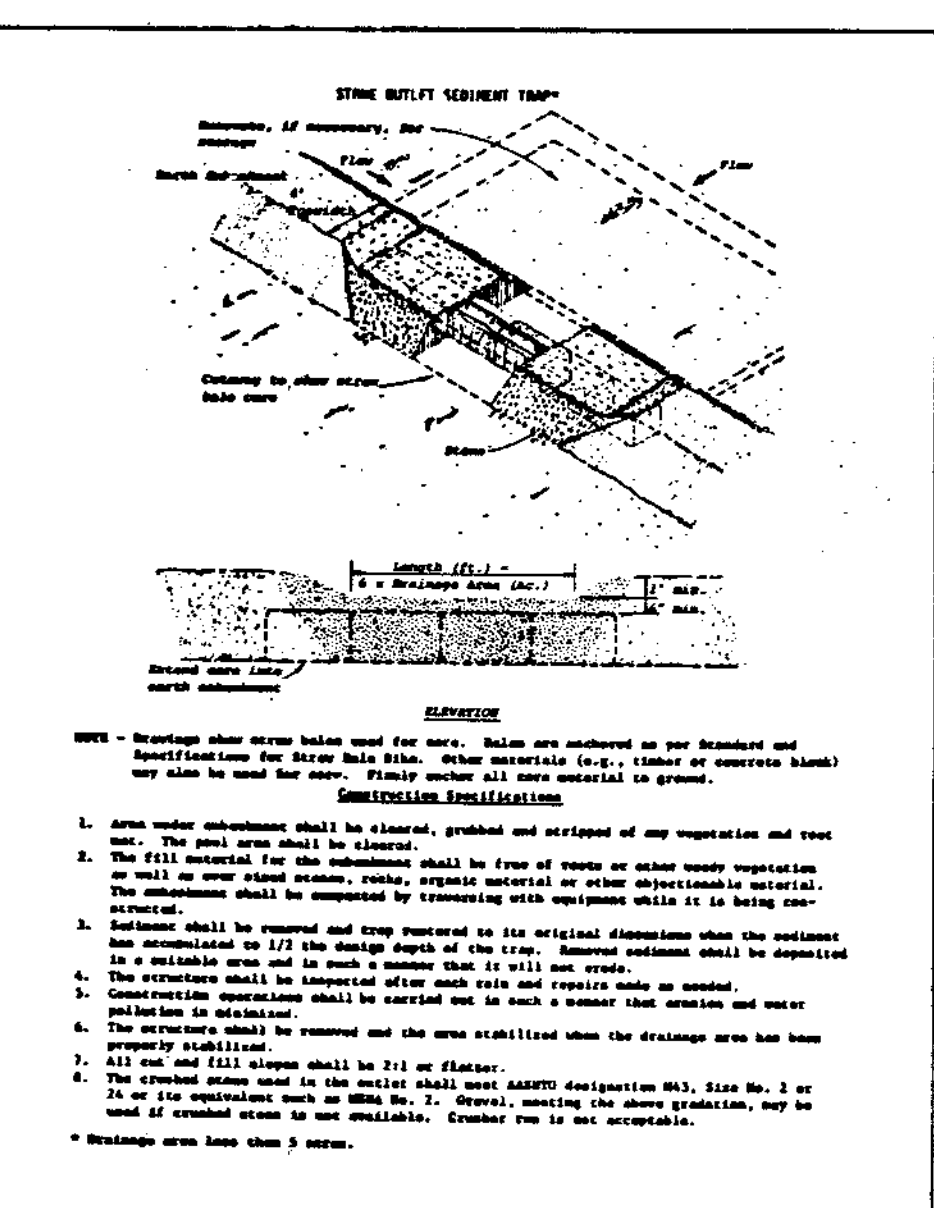 STONE OUTLET SEDIMENT TRAP*
Excavate, if necessary, for
storage
Flow
Flow
Earth Embankment
4'
Topwidth
Cutaway to show straw
bale core
Stone
Length (ft.) =
6 x Drainage Area (Ac.)
1' min.
6" min.
Extend core into
earth embankment
ELEVATION
NOTE - Drawings show straw bales used for core. Bales are anchored as per Standard and
Specifications for Straw Bale Dike. Other materials (e.g., timber or concrete block)
may also be used for core. Firmly anchor all core material to ground.
Construction Specifications
1. Area under embankment shall be cleared, grubbed and stripped of any vegetation and root
mat. The pool area shall be cleared.
2. The fill material for the embankment shall be free of roots or other woody vegetation
as well as over sized stones, rocks, organic material or other objectionable material.
The embankment shall be compacted by traversing with equipment while it is being con-
structed.
3. Sediment shall be removed and trap restored to its original dimensions when the sediment
has accumulated to 1/2 the design depth of the trap. Removed sediment shall be deposited
in a suitable area and in such a manner that it will not erode.
4. The structure shall be inspected after each rain and repairs made as needed.
5. Construction operations shall be carried out in such a manner that erosion and water
pollution is minimized.
6. The structure shall be removed and the area stabilized when the drainage area has been
properly stabilized.
7. All cut and fill slopes shall be 2:1 or flatter.
8. The crushed stone used in the outlet shall meet AASHTO designation M43, Size No. 2 or
24 or its equivalent such as MSHA No. 2. Gravel, meeting the above gradation, may be
used if crushed stone is not available. Crusher run is not acceptable.
* Drainage area less than 5 acres.